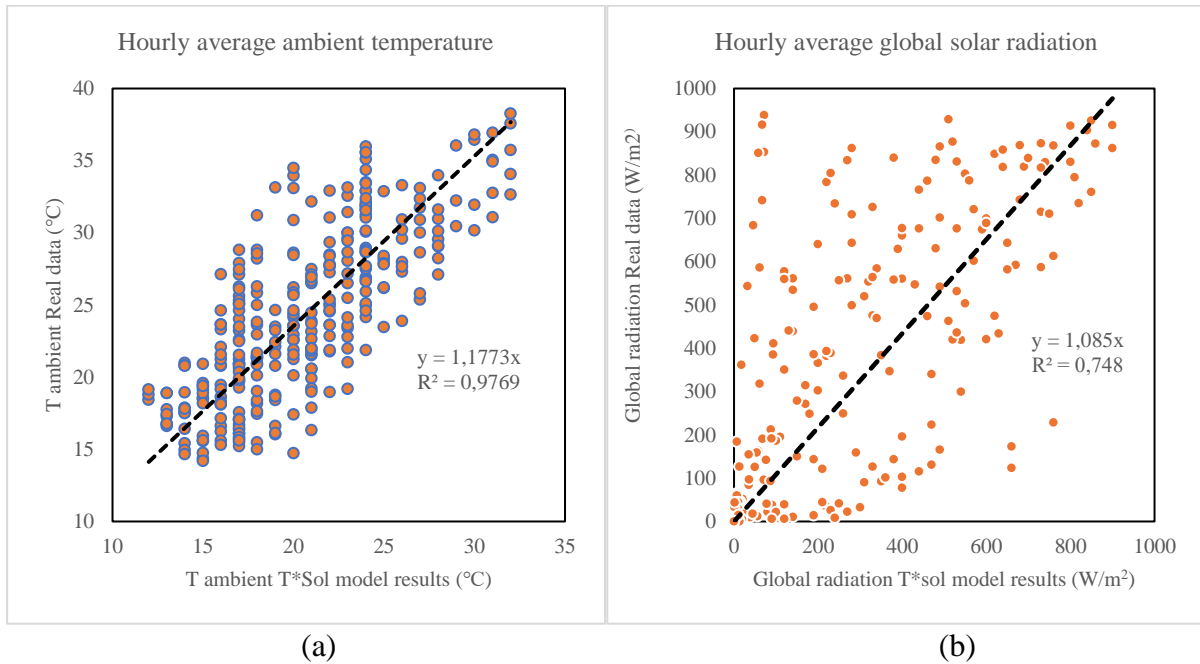 Hourly average ambient temperature
T ambient Real data (°C)
40
35
30
25
20
15
10
y = 1,1773x
R² = 0,9769
10 15 20 25 30 35
T ambient T*Sol model results (°C)
(a)
Hourly average global solar radiation
Global radiation Real data (W/m2)
1000
900
800
700
600
500
400
300
200
100
0
y = 1,085x
R² = 0,748
0 200 400 600 800 1000
Global radiation T*sol model results (W/m²)
(b)